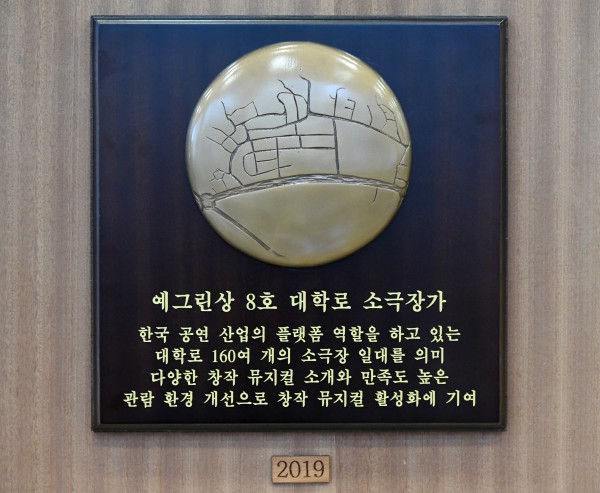 예그린상 8호 대학로 소극장가
한국 공연 산업의 플랫폼 역할을 하고 있는
대학로 160여 개의 소극장 일대를 의미
다양한 창작 뮤지컬 소개와 만족도 높은
관람 환경 개선으로 창작 뮤지컬 활성화에 기여
2019